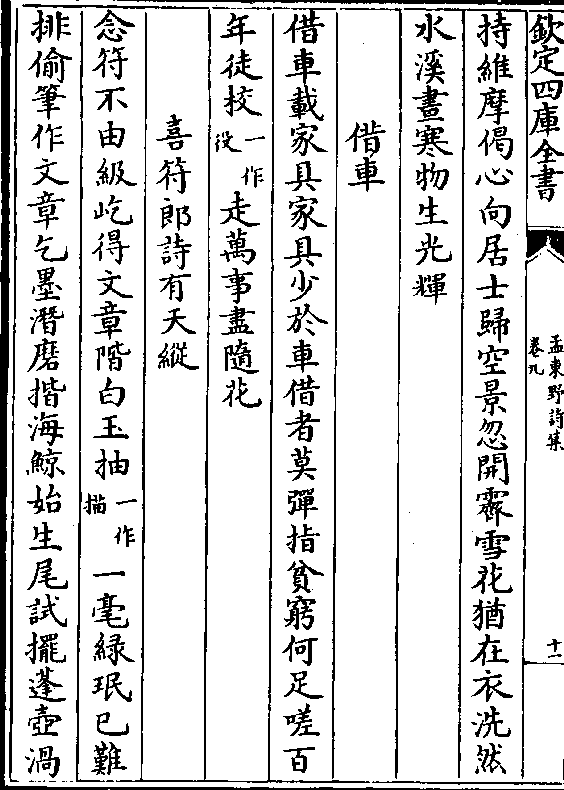 欽定四庫全書
孟東野詩集
卷九
十一
持維摩偈心向居士歸空景忽開霽雪花猶在衣洗然
水溪晝寒物生光輝
借車
借車載家具家具少於車借者莫彈指貧窮何足嗟百
年徒校一作役走萬事盡隨花
喜符郎詩有天縱
念符不由級屹得文章階白玉抽一作描一毫緑珉已難
排偷筆作文章乞墨潛磨揩海鯨始生尾試擺蓬壺渦